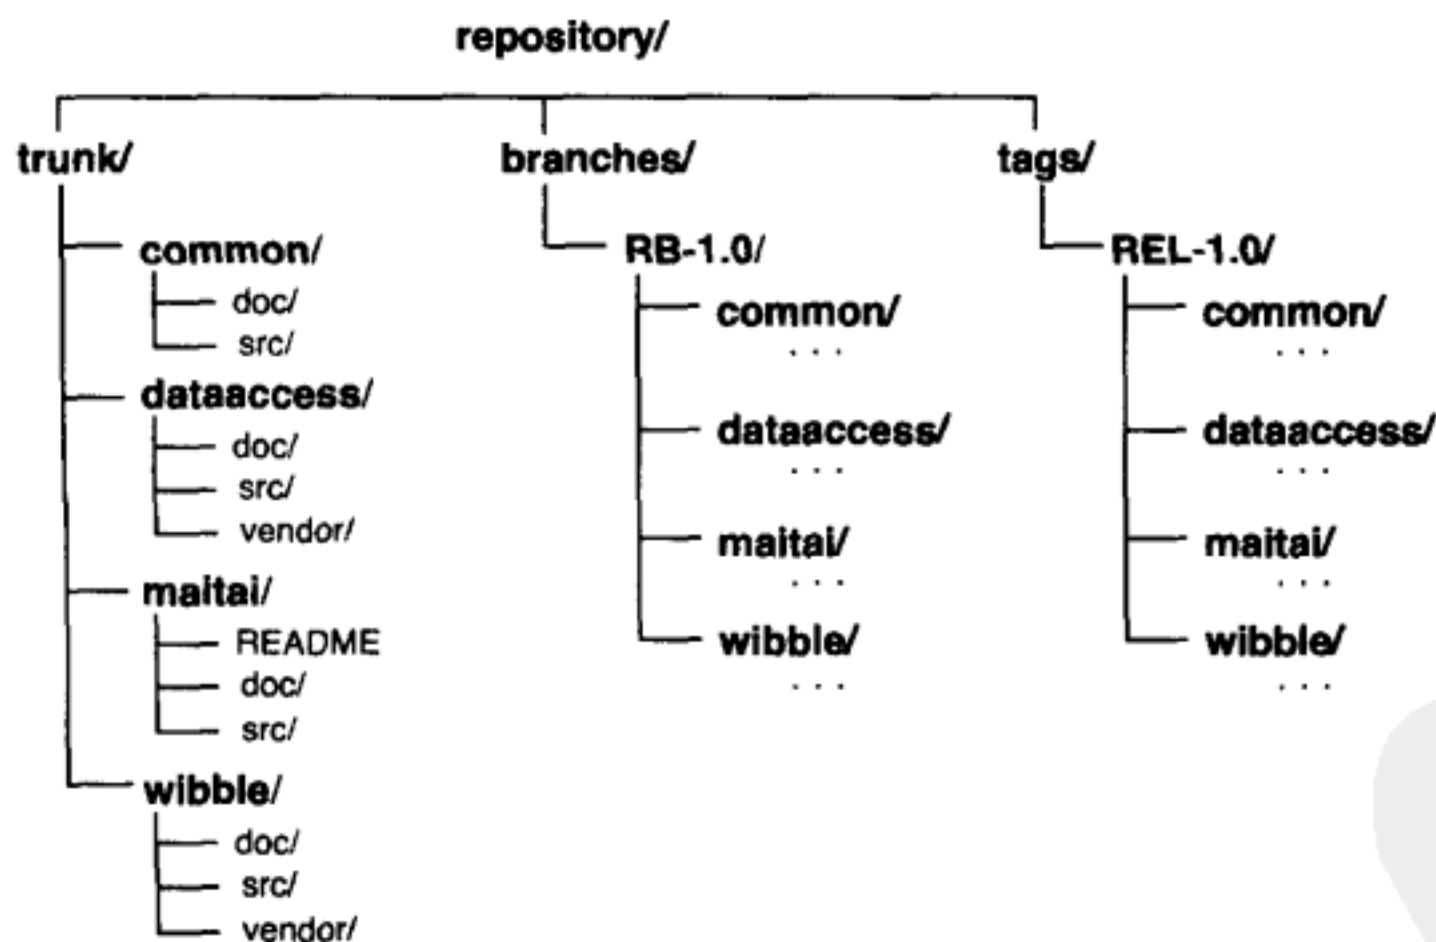 repository/
trunk/ branches/ tags/
common/ RB-1.0/ REL-1.0/
doc/ common/ common/
src/ . . . . . .
dataaccess/ dataaccess/ dataaccess/
doc/ . . . . . .
src/
vendor/ maitai/ maitai/
maitai/ . . . . . .
README wibble/ wibble/
doc/ . . . . . .
src/
wibble/
doc/
src/
vendor/